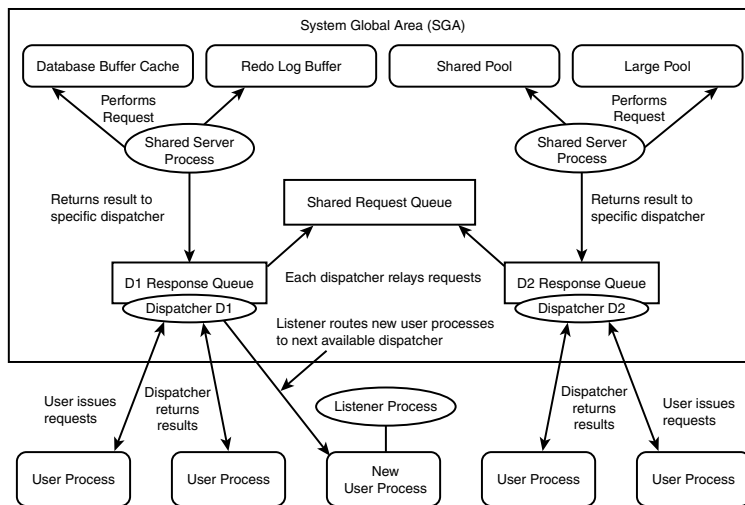 System Global Area (SGA)
Database Buffer Cache
Redo Log Buffer
Shared Pool
Large Pool
Performs
Request
Performs
Request
Shared Server
Process
Shared Server
Process
Returns result to
specific dispatcher
Shared Request Queue
Returns result to
specific dispatcher
D1 Response Queue
Each dispatcher relays requests
D2 Response Queue
Dispatcher D1
Dispatcher D2
Listener routes new user processes
to next available dispatcher
User issues
requests
Dispatcher
returns
results
Listener Process
Dispatcher
returns
results
User issues
requests
User Process
User Process
New
User Process
User Process
User Process